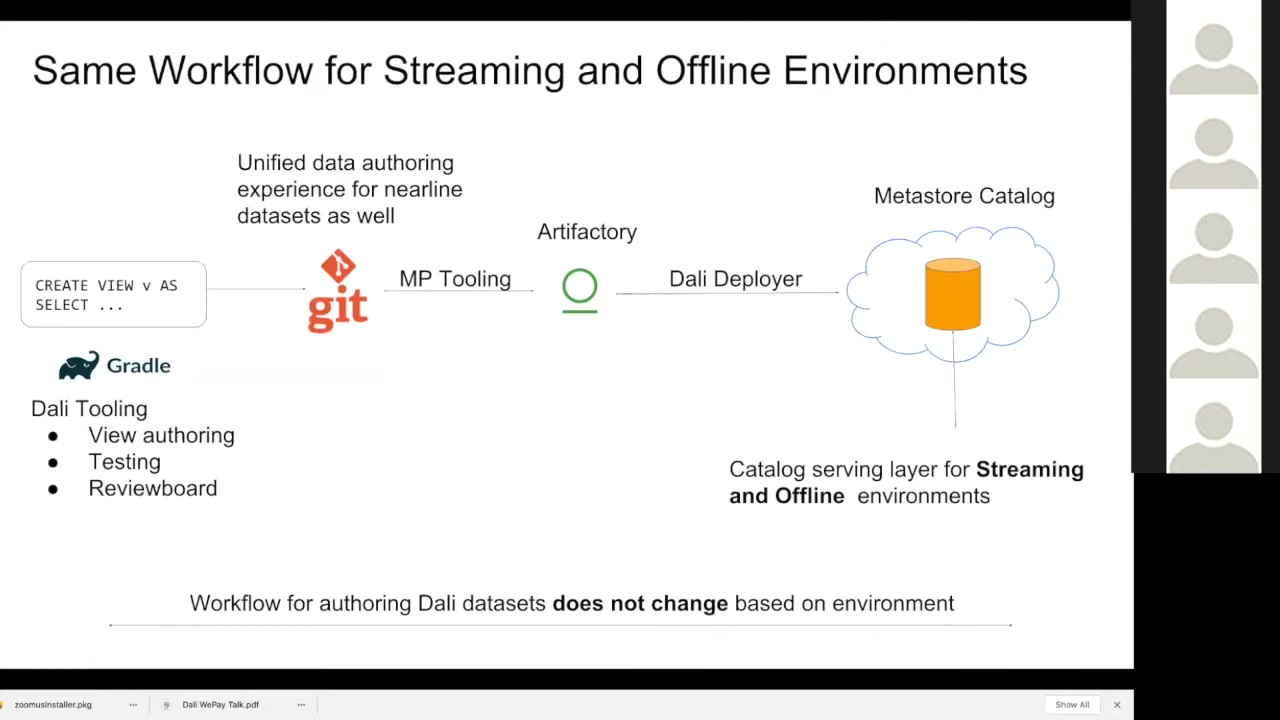 Same Workflow for Streaming and Offline Environments
Unified data authoring
experience for nearline
datasets as well
Metastore Catalog
Artifactory
CREATE VIEW v AS
SELECT ...
git
MP Tooling
Dali Deployer
Gradle
Dali Tooling
● View authoring
● Testing
● Reviewboard
Catalog serving layer for Streaming
and Offline environments
Workflow for authoring Dali datasets does not change based on environment
zoomusInstaller.pkg
Dali WePay Talk.pdf
Show All